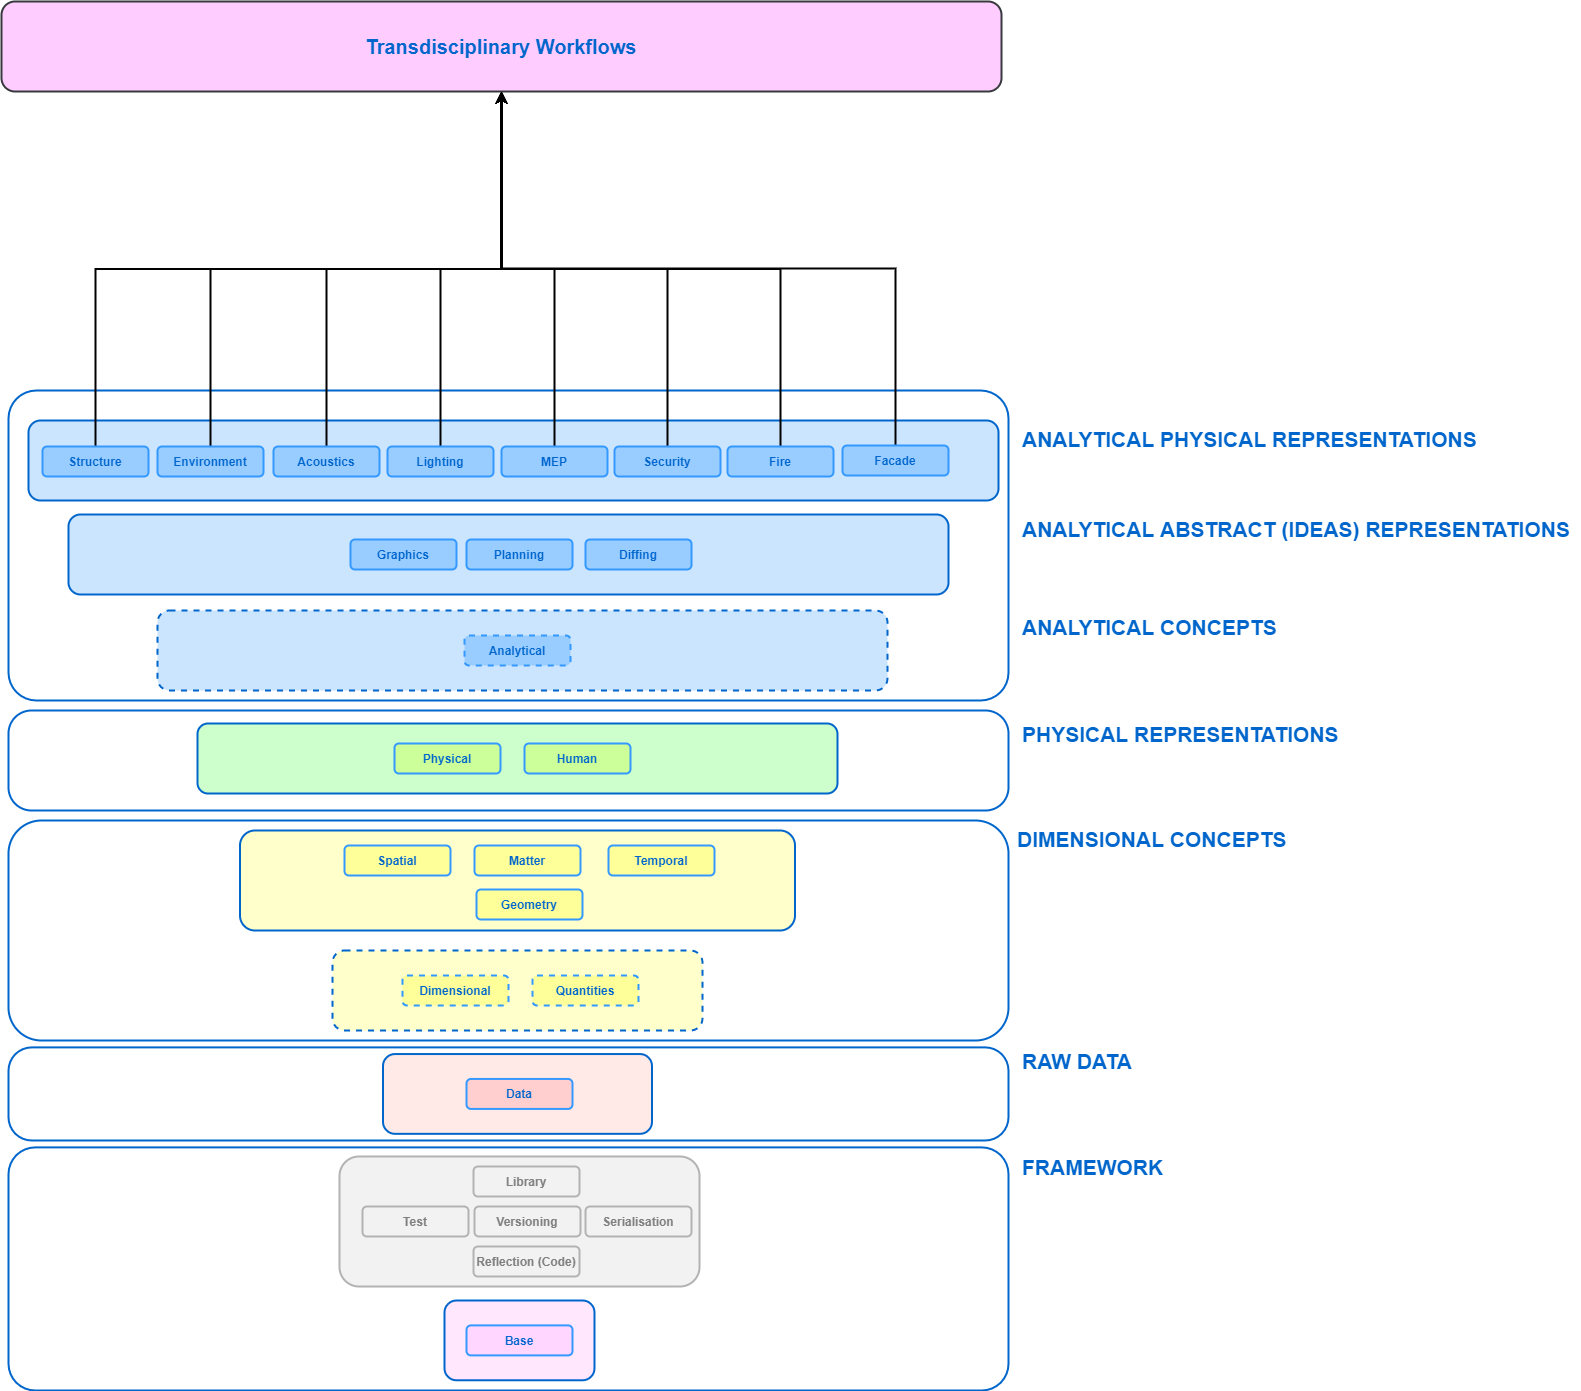 Transdisciplinary Workflows
ANALYTICAL PHYSICAL REPRESENTATIONS
Structure
Environment
Acoustics
Lighting
MEP
Security
Fire
Facade
ANALYTICAL ABSTRACT (IDEAS) REPRESENTATIONS
Graphics
Planning
Diffing
ANALYTICAL CONCEPTS
Analytical
PHYSICAL REPRESENTATIONS
Physical
Human
DIMENSIONAL CONCEPTS
Spatial
Matter
Temporal
Geometry
Dimensional
Quantities
RAW DATA
Data
FRAMEWORK
Library
Test
Versioning
Serialisation
Reflection (Code)
Base